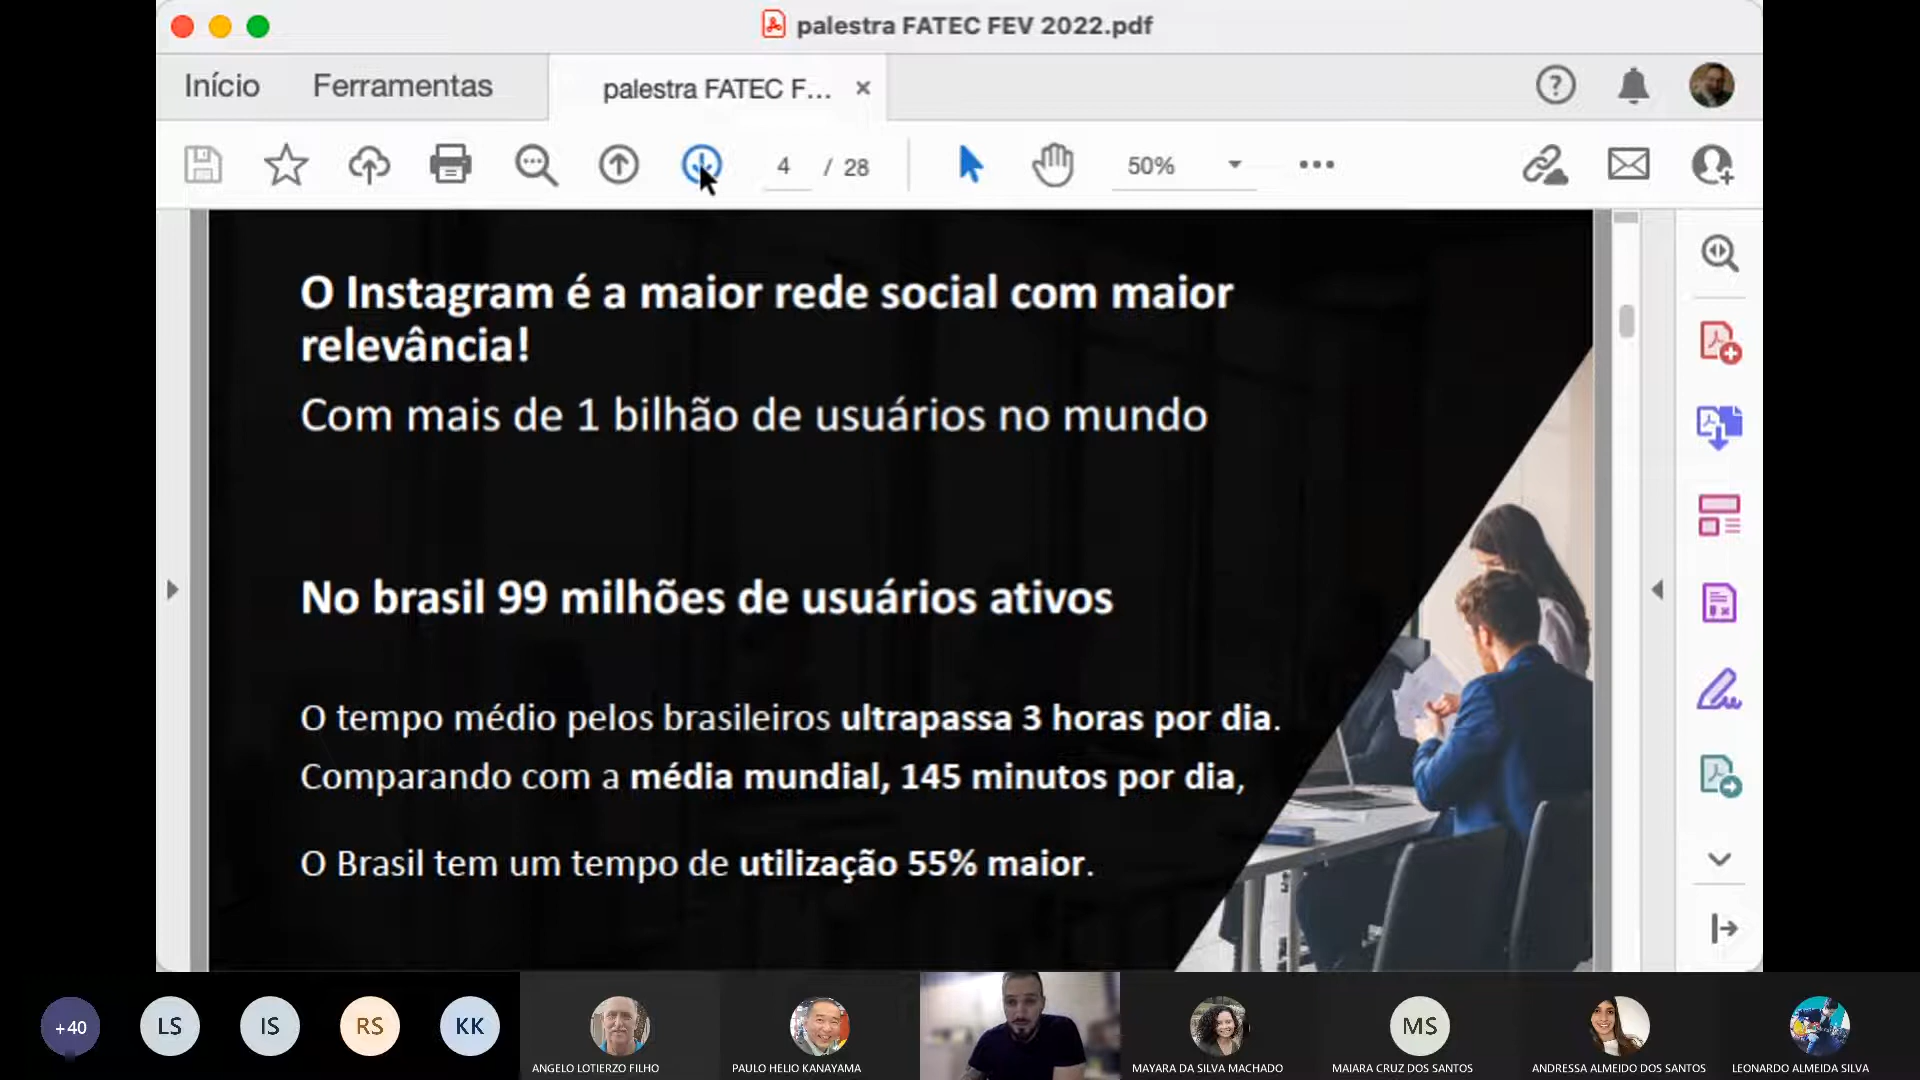 palestra FATEC FEV 2022.pdf
Início
Ferramentas
palestra FATEC F...
4 / 28
50%
O Instagram é a maior rede social com maior
relevância!
Com mais de 1 bilhão de usuários no mundo
No brasil 99 milhões de usuários ativos
O tempo médio pelos brasileiros ultrapassa 3 horas por dia.
Comparando com a média mundial, 145 minutos por dia,
O Brasil tem um tempo de utilização 55% maior.
+40
LS
IS
RS
KK
ANGELO LOTIERZO FILHO
PAULO HELIO KANAYAMA
MAYARA DA SILVA MACHADO
MS
MAIARA CRUZ DOS SANTOS
ANDRESSA ALMEIDO DOS SANTOS
LEONARDO ALMEIDA SILVA